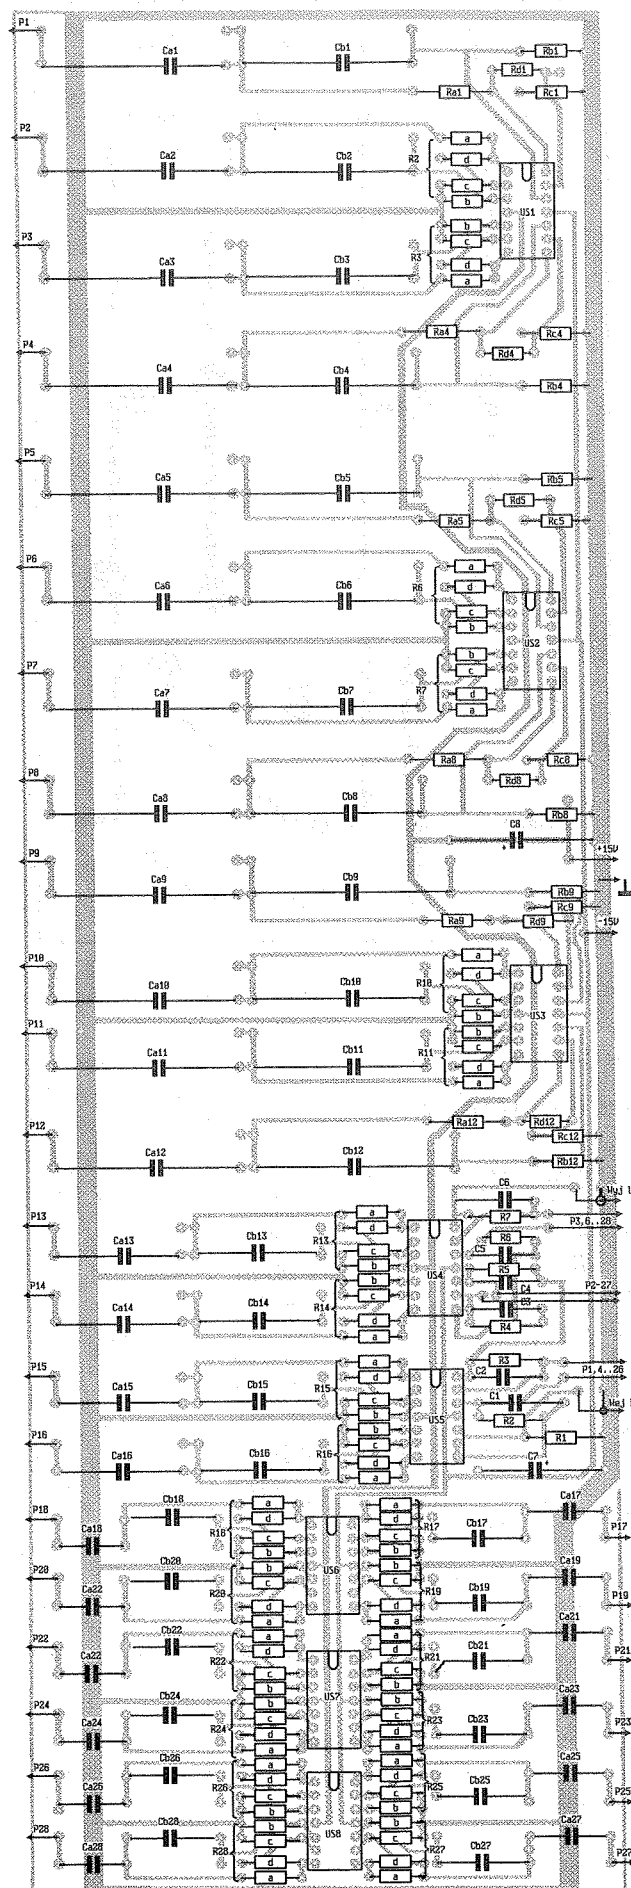 P1
Ca1
Cb1
Rb1
Rd1
Ra1
Rc1
P2
Ca2
Cb2
R2
a
d
c
b
US1
P3
Ca3
Cb3
R3
b
c
d
a
P4
Ca4
Cb4
Ra4
Rc4
Rd4
Rb4
P5
Ca5
Cb5
Rb5
Rd5
Ra5
Rc5
P6
Ca6
Cb6
R6
a
d
c
b
US2
P7
Ca7
Cb7
R7
b
c
d
a
P8
Ca8
Cb8
Ra8
Rc8
Rd8
Rb8
C8
+
+15V
P9
Ca9
Cb9
Rb9
Rc9
Ra9
Rd9
-15V
P10
Ca10
Cb10
R10
a
d
c
b
US3
P11
Ca11
Cb11
R11
b
c
d
a
P12
Ca12
Cb12
Ra12
Rd12
Rc12
Rb12
C6
P13
Ca13
Cb13
R13
a
d
c
b
US4
R7
P3,6..28
R6
C5
R5
P2-27
C4
C3
R4
P14
Ca14
Cb14
R14
b
c
d
a
P15
Ca15
Cb15
R15
a
d
c
b
US5
R3
C2
P1,4..26
C1
R2
R1
C7
+
P16
Ca16
Cb16
R16
b
c
d
a
P18
Ca18
Cb18
R18
a
d
c
b
US6
a
d
c
b
R17
Cb17
Ca17
P17
P20
Ca22
Cb20
R20
b
c
d
a
b
c
d
a
R19
Cb19
Ca19
P19
P22
Ca22
Cb22
R22
a
d
c
b
US7
a
d
c
b
R21
Cb21
Ca21
P21
P24
Ca24
Cb24
R24
b
c
d
a
b
c
d
a
R23
Cb23
Ca23
P23
P26
Ca26
Cb26
R26
a
d
c
b
US8
a
d
c
b
R25
Cb25
Ca25
P25
P28
Ca28
Cb28
R28
b
c
d
a
b
c
d
a
R27
Cb27
Ca27
P27